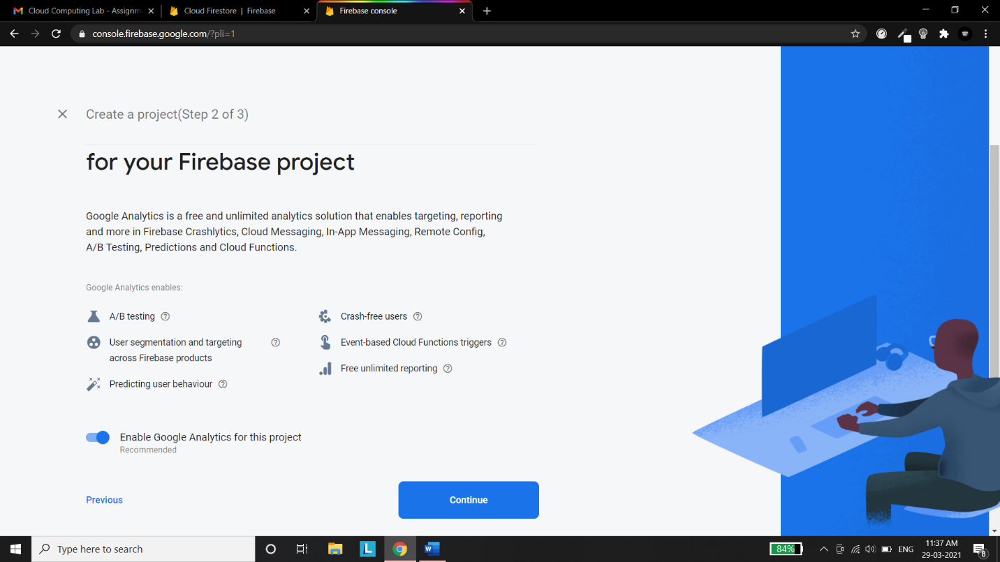 Cloud Computing Lab - Assignm
Cloud Firestore | Firebase
Firebase console
console.firebase.google.com/?pli=1
Create a project(Step 2 of 3)
for your Firebase project
Google Analytics is a free and unlimited analytics solution that enables targeting, reporting
and more in Firebase Crashlytics, Cloud Messaging, In-App Messaging, Remote Config,
A/B Testing, Predictions and Cloud Functions.
Google Analytics enables:
A/B testing
User segmentation and targeting
across Firebase products
Predicting user behaviour
Crash-free users
Event-based Cloud Functions triggers
Free unlimited reporting
Enable Google Analytics for this project
Recommended
Previous
Continue
Type here to search
L
W
84%
ENG
11:37 AM
29-03-2021
8